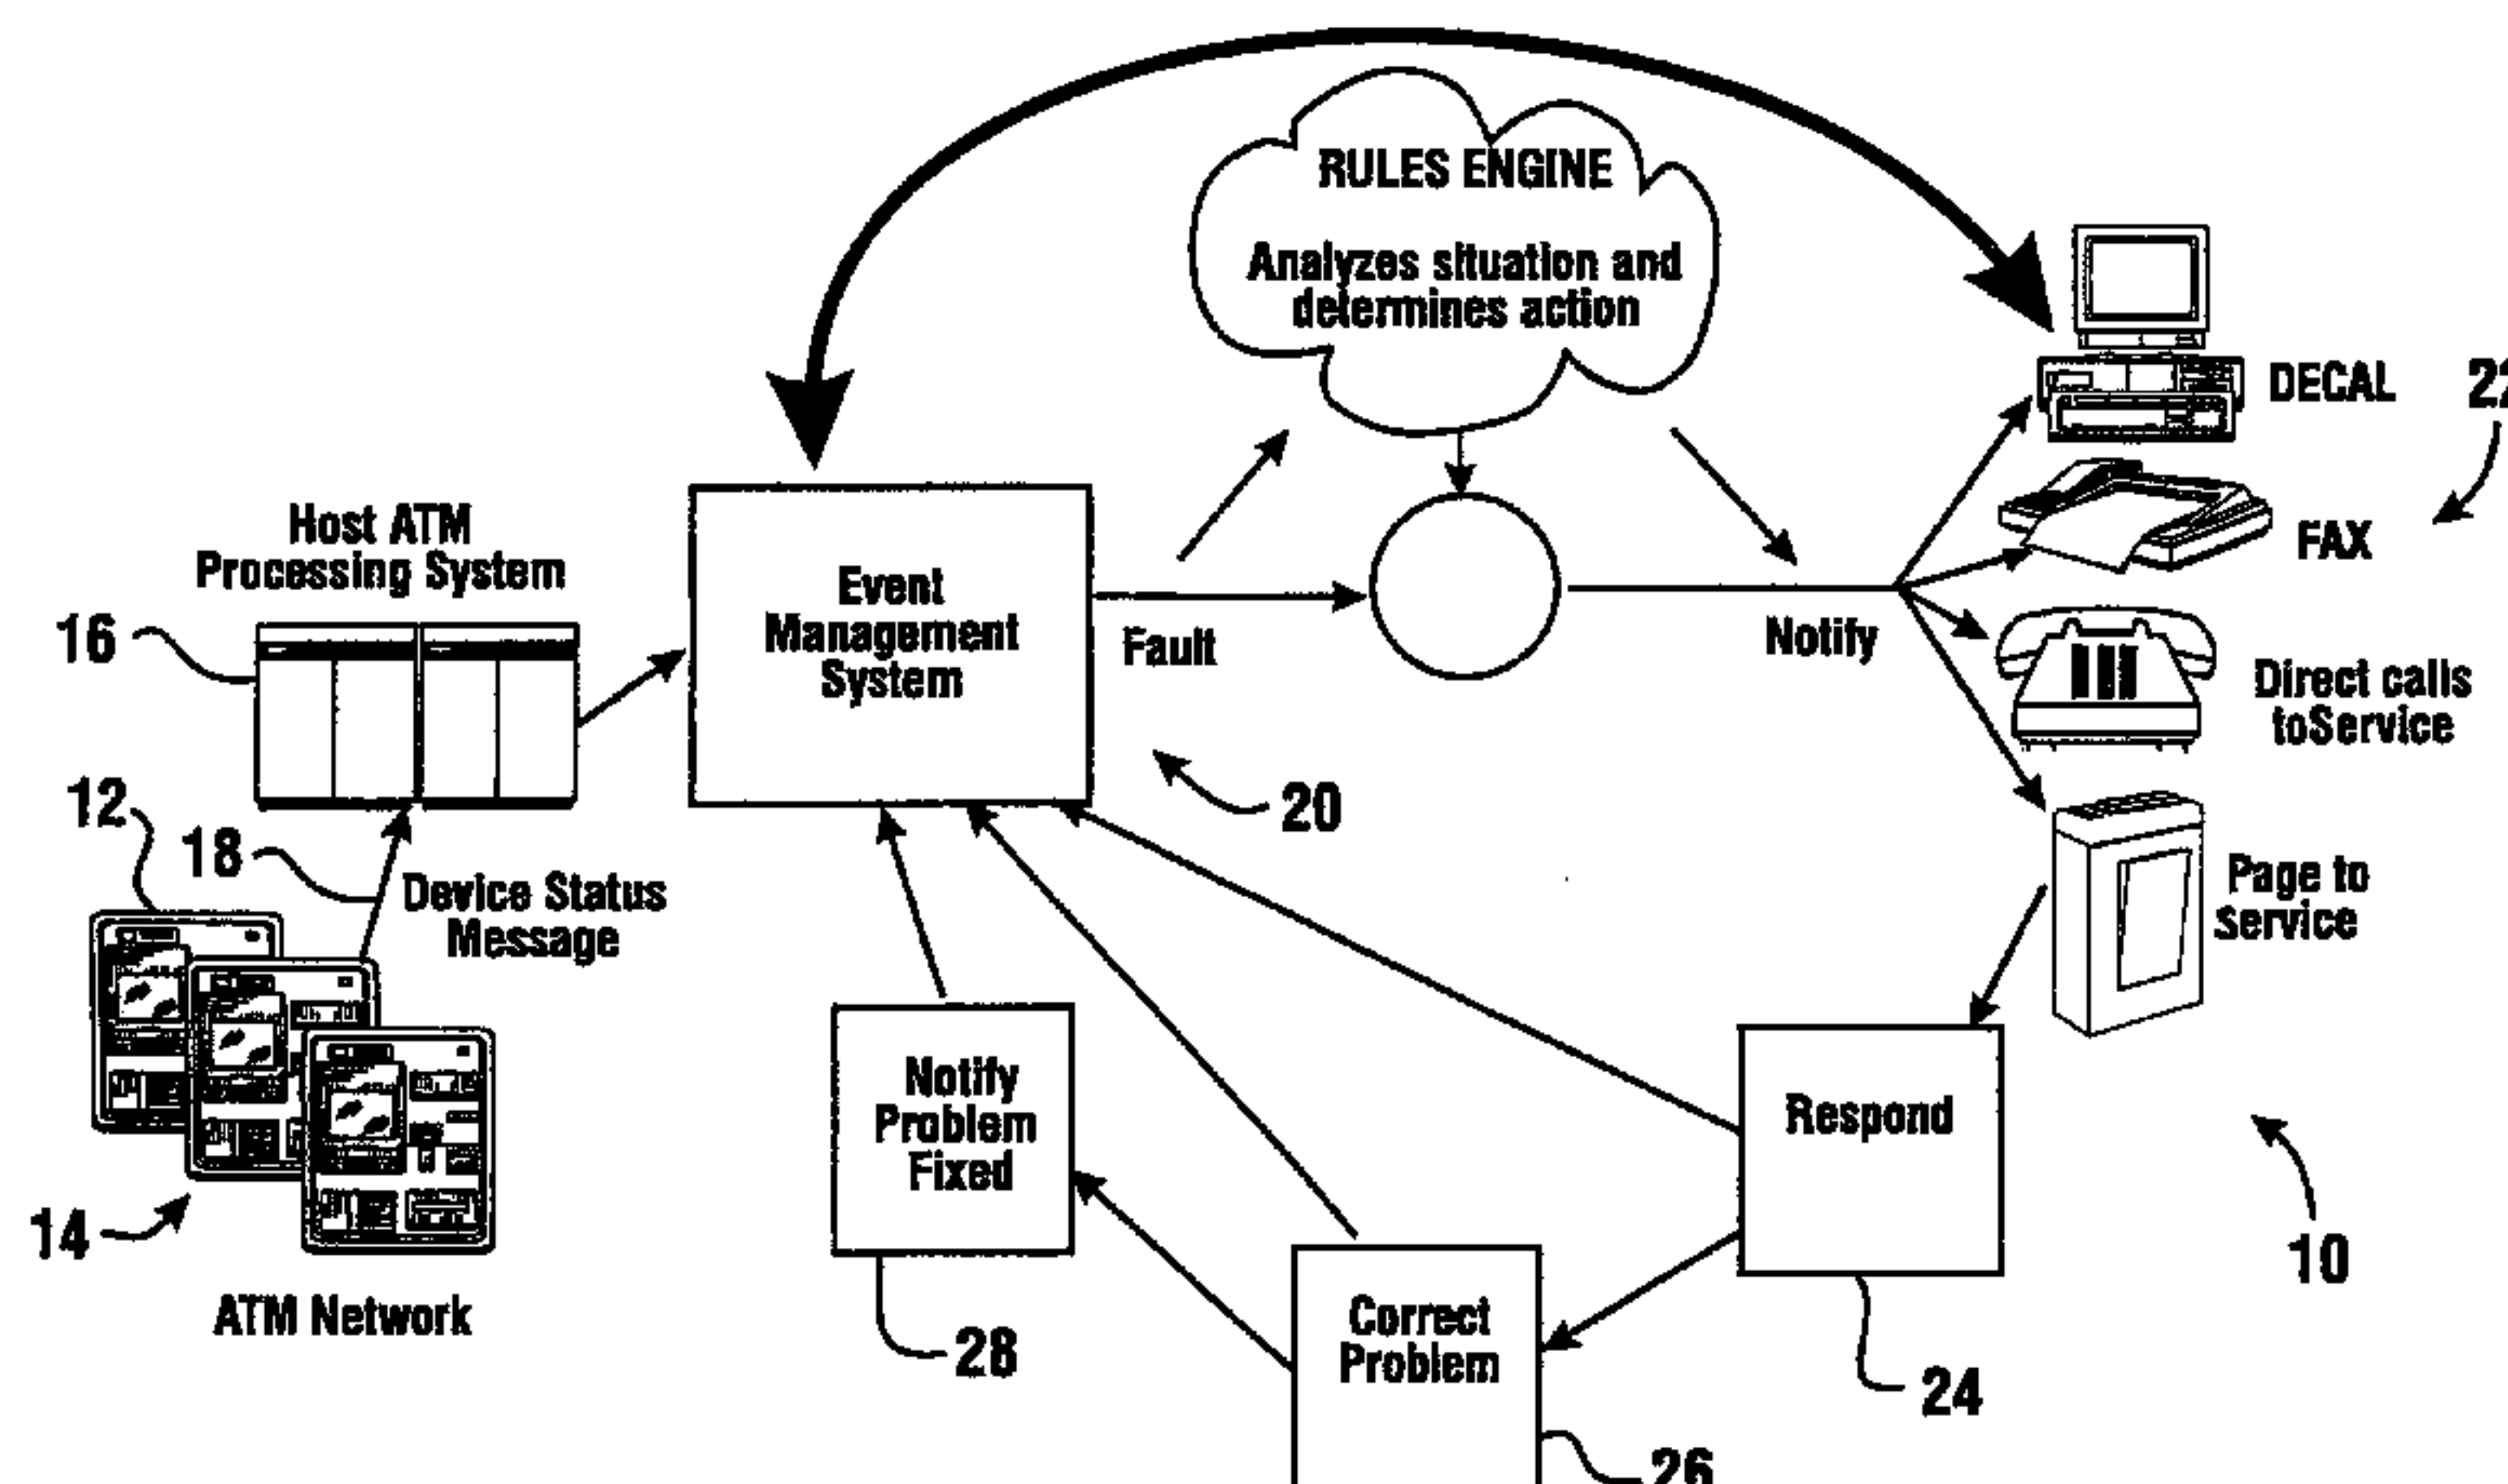 RULES ENGINE
Analyzes situation and
determines action
DECAL
22
FAX
Host ATM
Processing System
16
Event
Management
System
Fault
Notify
Direct calls
toService
20
12
18
Device Status
Message
Page to
service
Notify
Problem
Fixed
Respond
14
10
ATM Network
28
Correct
Problem
24
26